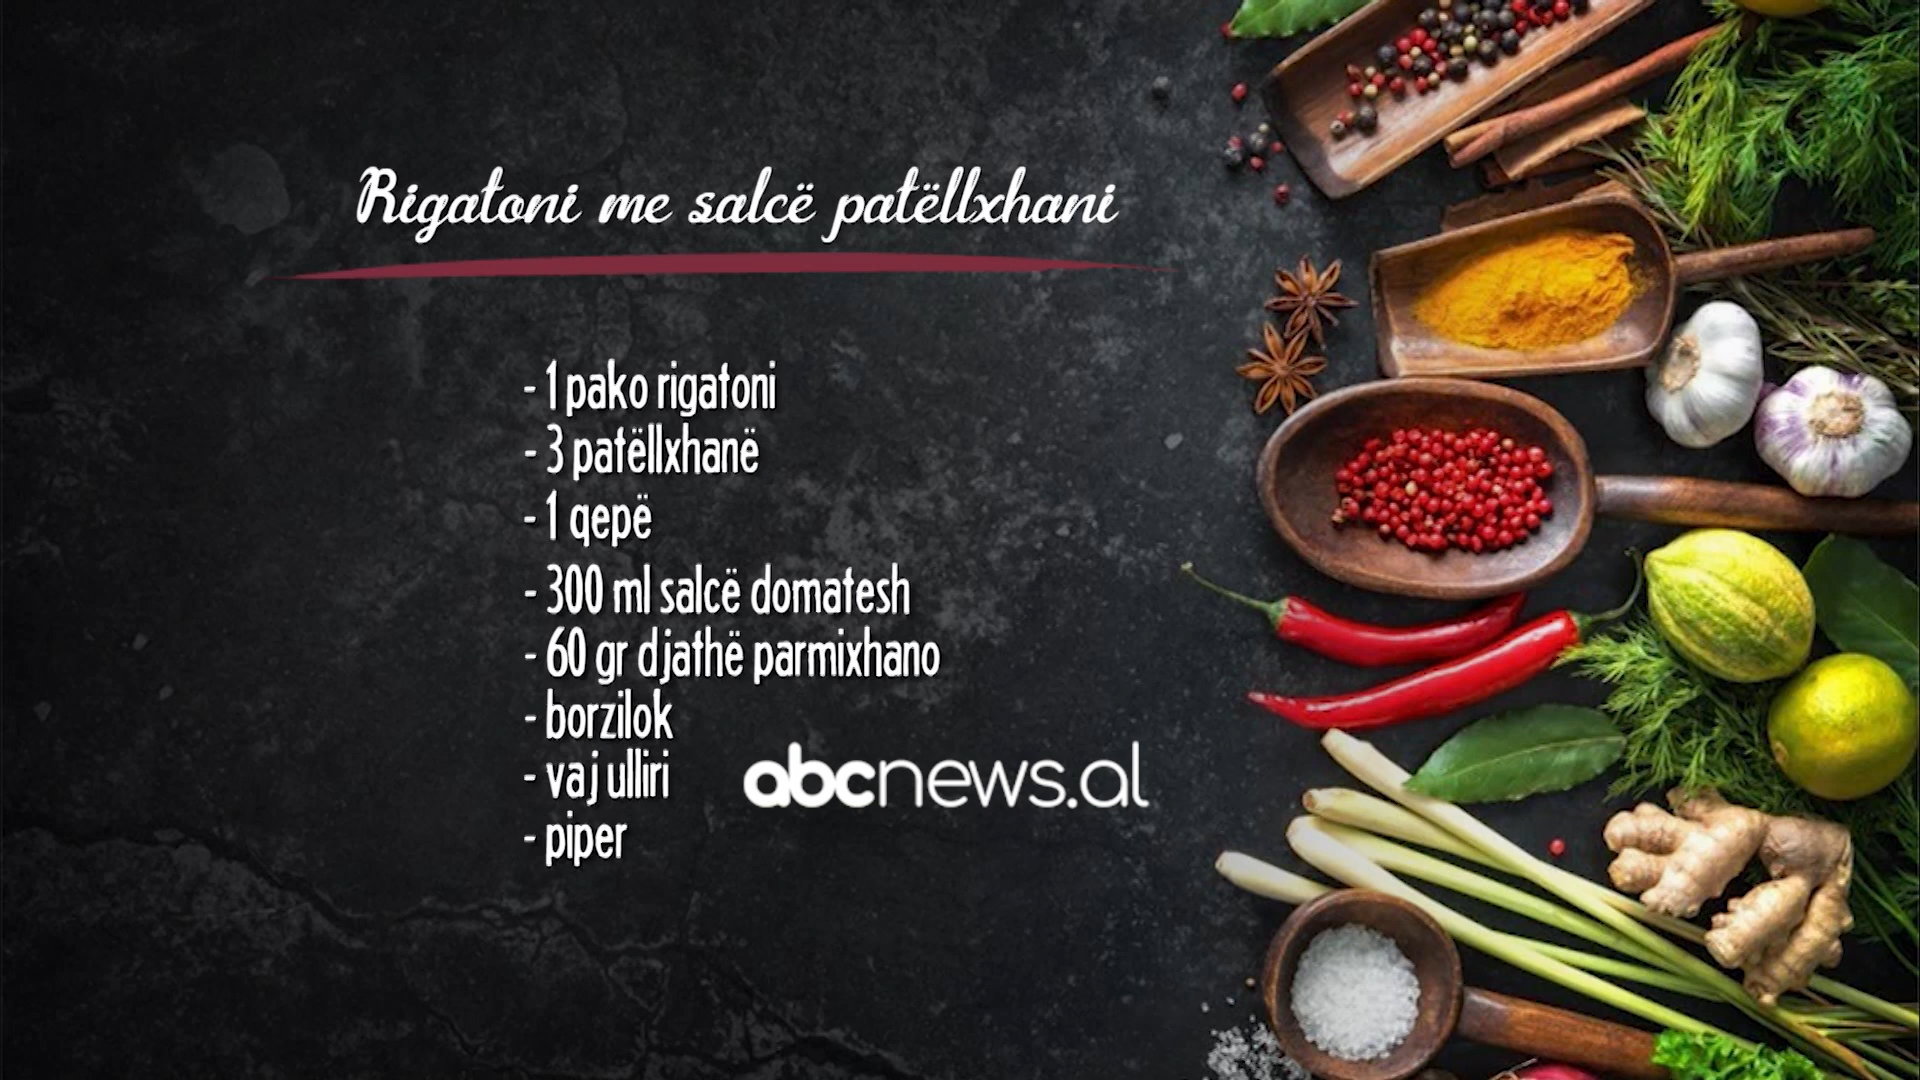 Rigatoni me salcë patëllxhani
- 1 pako rigatoni
- 3 patëllxhanë
- 1 qepë
- 300 ml salcë domatesh
- 60 gr djathë parmixhano
- borzilok
- vaj ulliri
abcnews.al
- piper